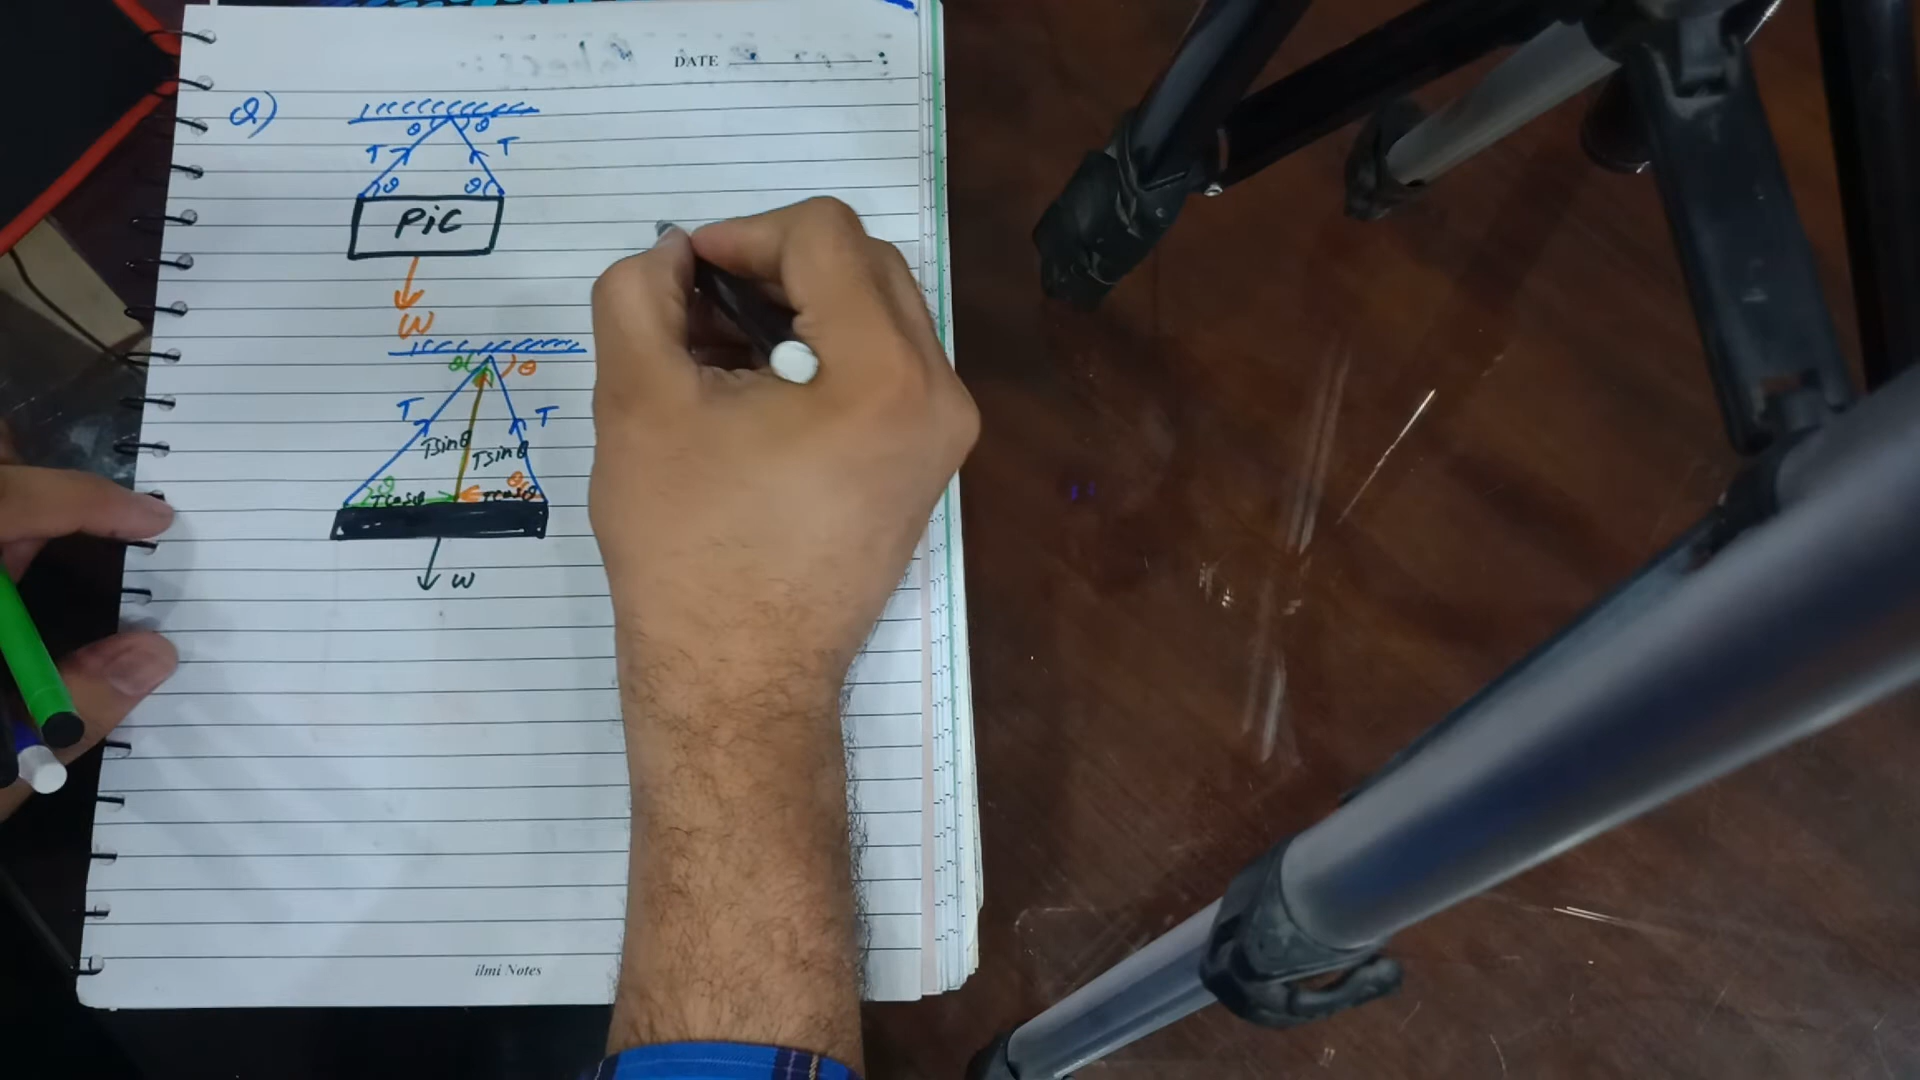 DATE
Q)
θ θ
T T
θ θ
PiC
W
θ θ
T T
Tsinθ Tsinθ
θ θ
Tcosθ Tcosθ
W
ilmi Notes